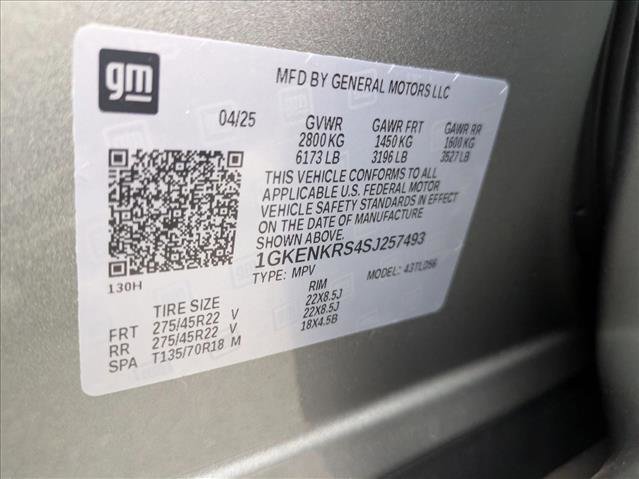 gm
MFD BY GENERAL MOTORS LLC
04/25 GVWR GAWR FRT GAWR RR
2800 KG 1450 KG 1600 KG
6173 LB 3196 LB 3527 LB
THIS VEHICLE CONFORMS TO ALL
APPLICABLE U.S. FEDERAL MOTOR
VEHICLE SAFETY STANDARDS IN EFFECT
ON THE DATE OF MANUFACTURE
SHOWN ABOVE.
1GKENKRS4SJ257493
130H TYPE: MPV MODEL: 43TLD56
TIRE SIZE RIM
FRT 275/45R22 V 22X8.5J
RR 275/45R22 V 22X8.5J
SPA T135/70R18 M 18X4.5B